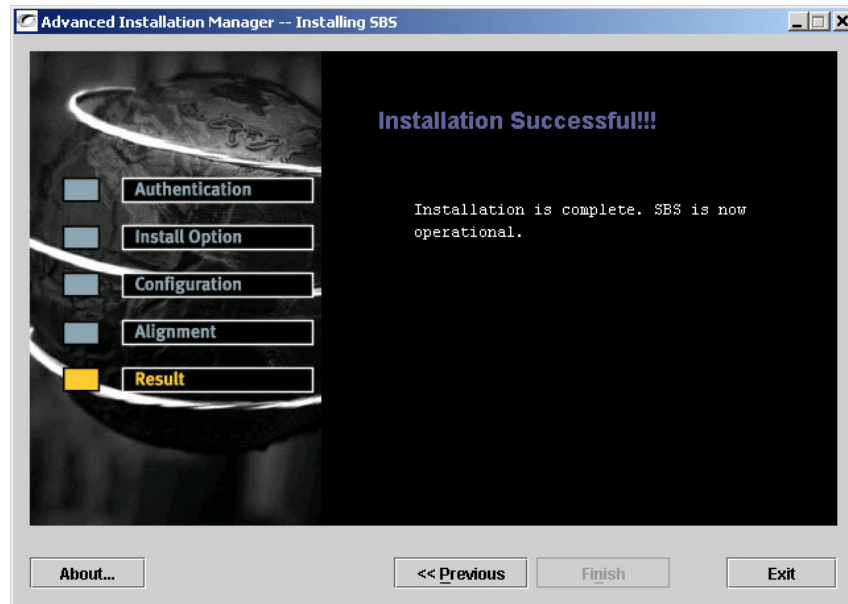 Advanced Installation Manager -- Installing SBS
Authentication
Install Option
Configuration
Alignment
Result
Installation Successful!!!
Installation is complete. SBS is now
operational.
About...
<< Previous
Finish
Exit